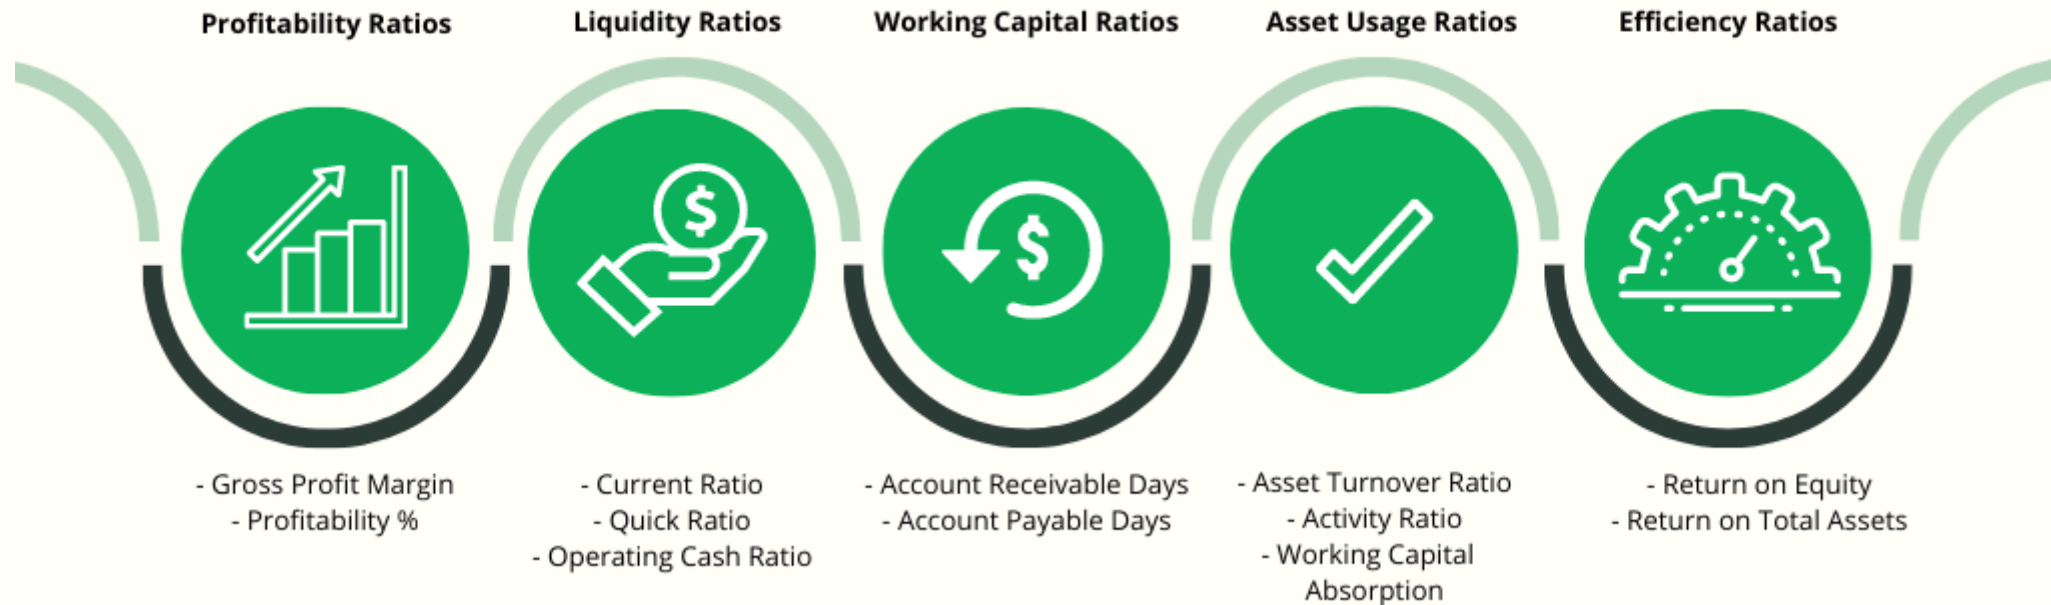 Profitability Ratios
Liquidity Ratios
Working Capital Ratios
Asset Usage Ratios
Efficiency Ratios
$
$
- Gross Profit Margin
- Profitability %
- Current Ratio
- Quick Ratio
- Operating Cash Ratio
- Account Receivable Days
- Account Payable Days
- Asset Turnover Ratio
- Activity Ratio
- Working Capital
Absorption
- Return on Equity
- Return on Total Assets